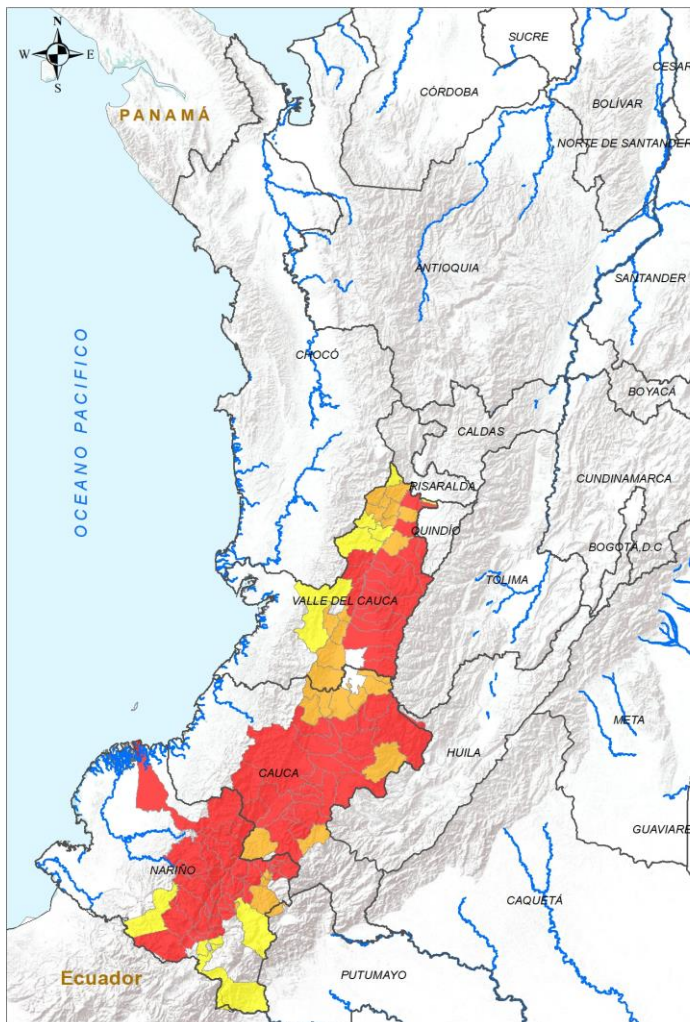 N
W E
S
SUCRE
CESAR
CÓRDOBA
BOLÍVAR
PANAMÁ
NORTE DE SANTANDER
ANTIOQUIA
SANTANDER
OCEANO PACIFICO
CHOCÓ
BOYACÁ
CALDAS
CUNDINAMARCA
RISARALDA
QUINDÍO
BOGOTÁ,D.C
TOLIMA
VALLE DEL CAUCA
META
HUILA
CAUCA
GUAVIARE
NARIÑO
CAQUETÁ
Ecuador
PUTUMAYO